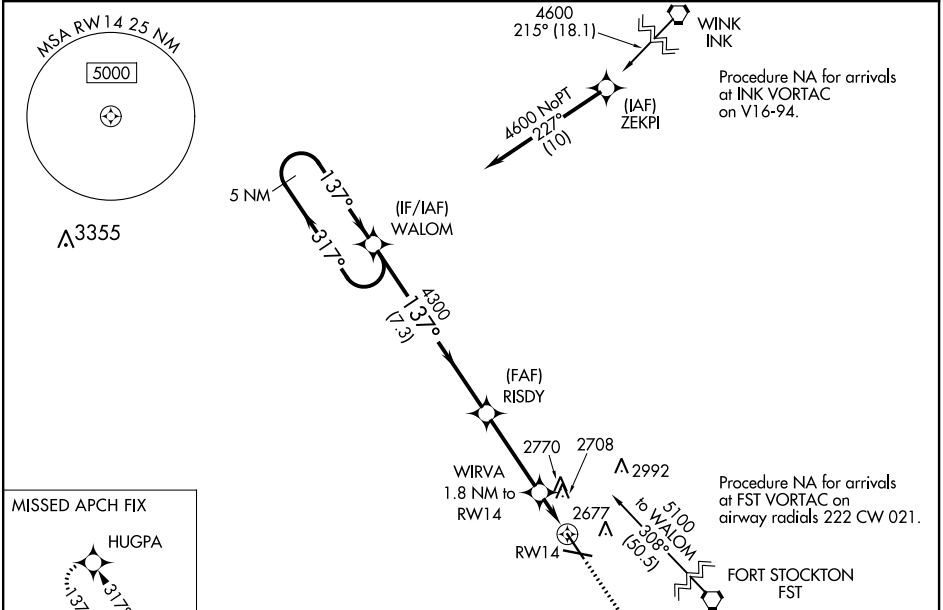 MSA RW14 25 NM
5000
3355
4600
215° (18.1)
WINK
INK
Procedure NA for arrivals
at INK VORTAC
on V16-94.
4600 NoPT
227°
(10)
(IAF)
ZEKPI
5 NM
137°
317°
(IF/IAF)
WALOM
4300
137°
(7.3)
(FAF)
RISDY
2770
2708
2992
WIRVA
1.8 NM to
RW14
2677
RW14
5100
to WALOM
308°
(50.5)
Procedure NA for arrivals
at FST VORTAC on
airway radials 222 CW 021.
FORT STOCKTON
FST
MISSED APCH FIX
HUGPA
137
317°